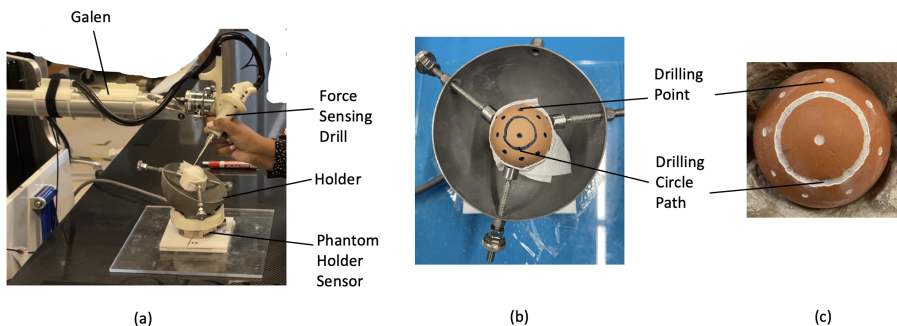 Galen
Force
Sensing
Drill
Holder
Phantom
Holder
Sensor
(a)
Drilling
Point
Drilling
Circle
Path
(b)
(c)